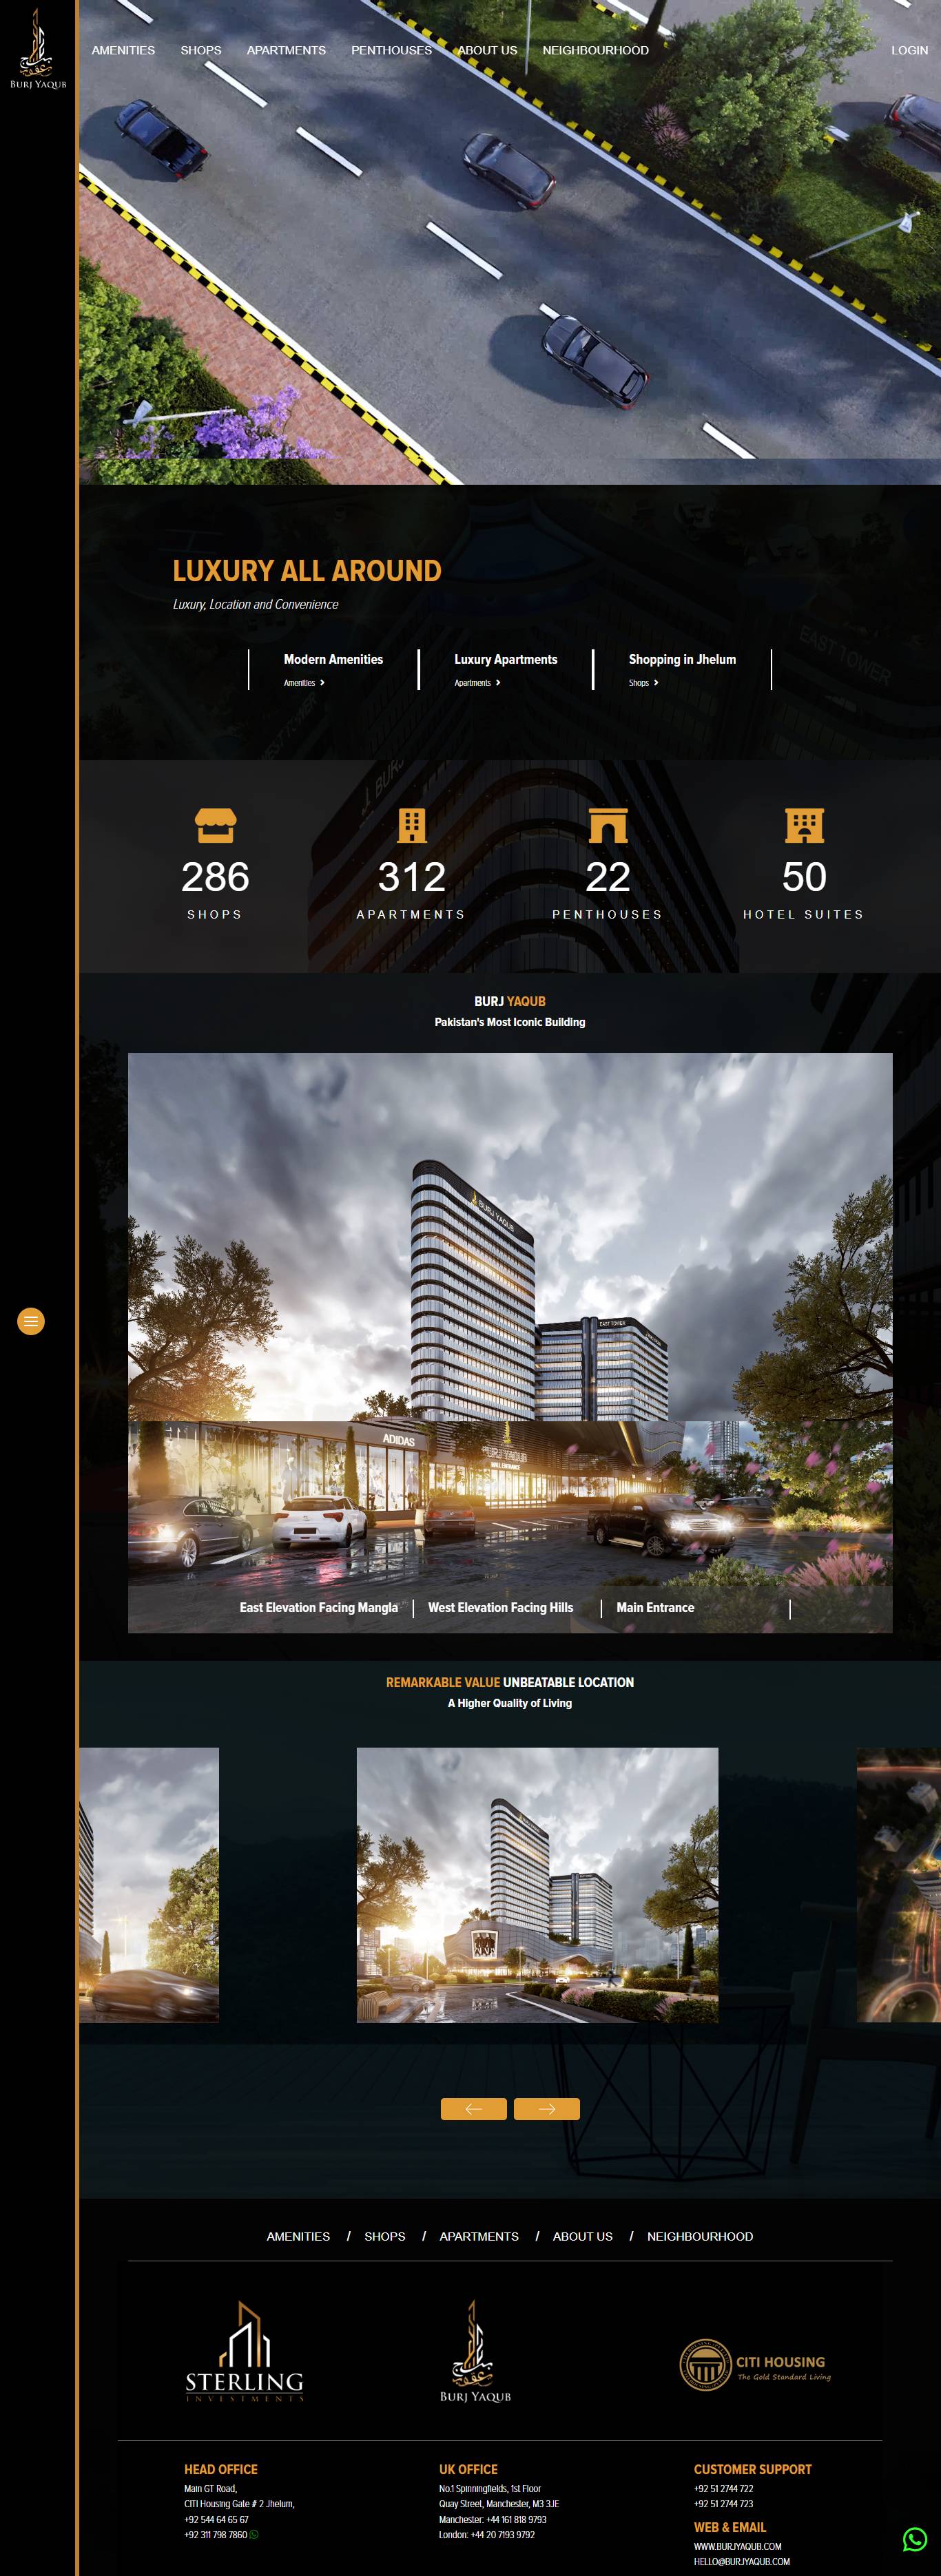 BURJ YAQUB
AMENITIES SHOPS APARTMENTS PENTHOUSES ABOUT US NEIGHBOURHOOD LOGIN
LUXURY ALL AROUND
Luxury, Location and Convenience
EAST TOWER
Modern Amenities
Amenities
Luxury Apartments
Apartments
Shopping in Jhelum
Shops
WEST TOWER
286
SHOPS
312
APARTMENTS
22
PENTHOUSES
50
HOTEL SUITES
BURJ YAQUB
Pakistan's Most Iconic Building
BURJ YAQUB
EAST TOWER
ADIDAS
BURJ YAQUB
MALL ENTRANCE
East Elevation Facing Mangla
West Elevation Facing Hills
Main Entrance
REMARKABLE VALUE UNBEATABLE LOCATION
A Higher Quality of Living
AMENITIES / SHOPS / APARTMENTS / ABOUT US / NEIGHBOURHOOD
STERLING
INVESTMENTS
BURJ YAQUB
CITI HOUSING
The Gold Standard Living
HEAD OFFICE
Main GT Road,
CITI Housing Gate # 2 Jhelum,
+92 544 64 65 67
+92 311 798 7860
UK OFFICE
No.1 Spinningfields, 1st Floor
Quay Street, Manchester, M3 3JE
Manchester: +44 161 818 9793
London: +44 20 7193 9792
CUSTOMER SUPPORT
+92 51 2744 722
+92 51 2744 723
WEB & EMAIL
WWW.BURJYAQUB.COM
HELLO@BURJYAQUB.COM